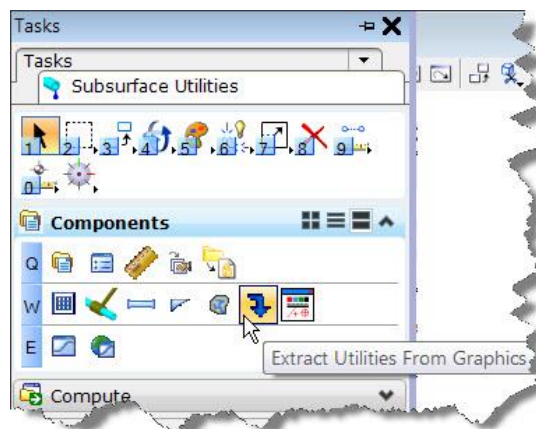 Tasks
Tasks
Subsurface Utilities
1 2 3 4 5 6 7 8 9
0
Components
Q
W
E
Extract Utilities From Graphics
Compute